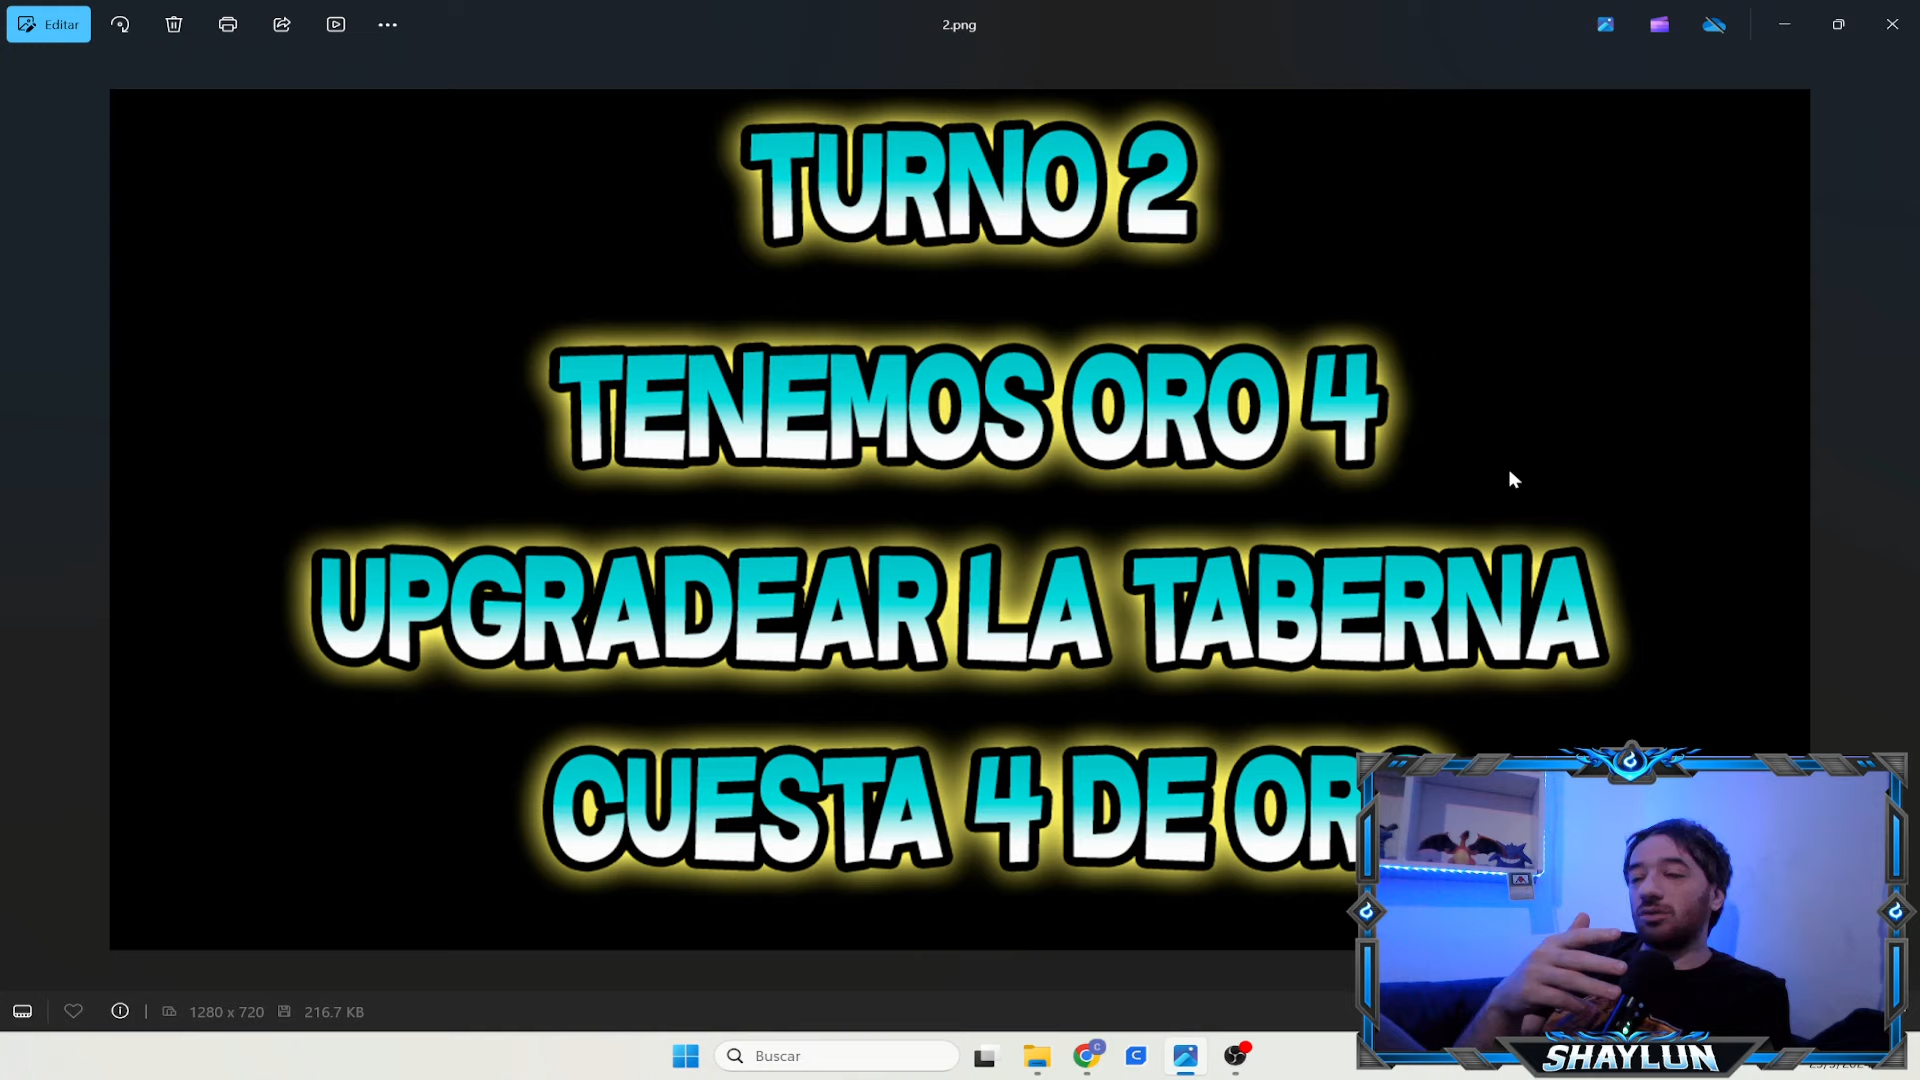 Editar
2.png
TURNO 2
TENEMOS ORO 4
UPGRADEAR LA TABERNA
CUESTA 4 DE OR
1280 x 720
216.7 KB
Buscar
SHAYLUN